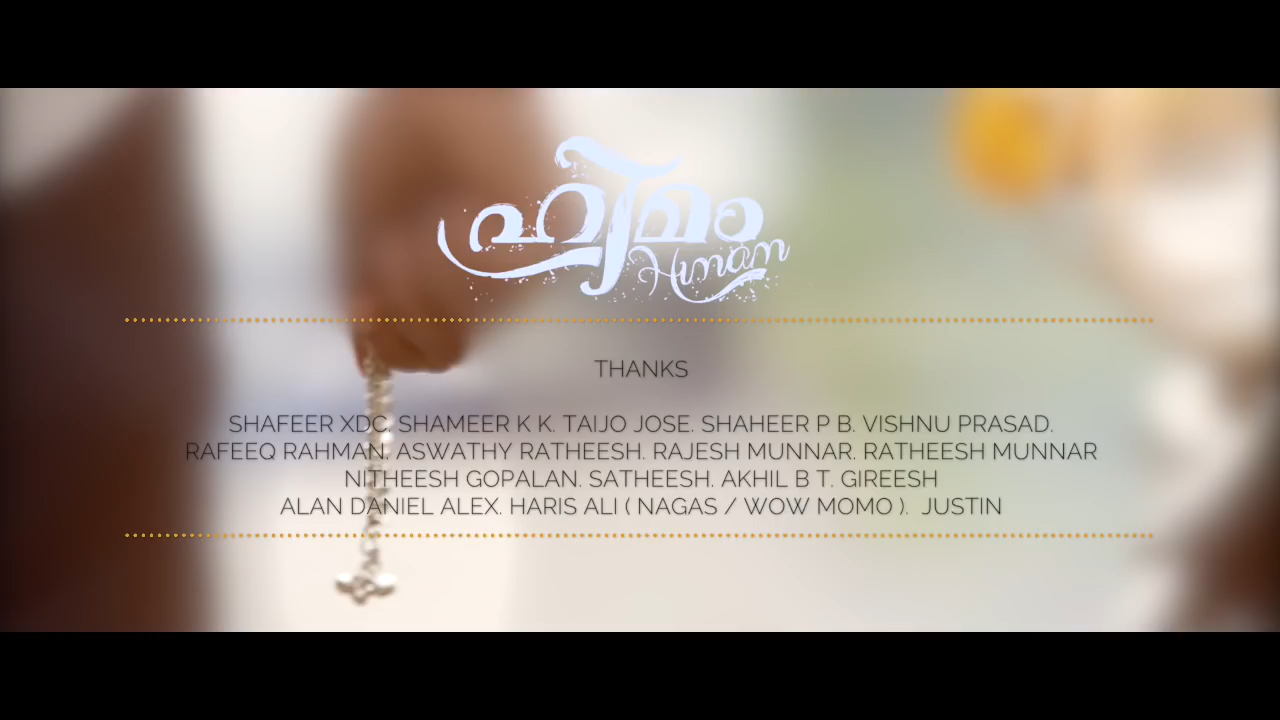 ഹിമം
Himam
THANKS
SHAFEER XDC. SHAMEER K K. TAIJO JOSE. SHAHEER P B. VISHNU PRASAD.
RAFEEQ RAHMAN. ASWATHY RATHEESH. RAJESH MUNNAR. RATHEESH MUNNAR
NITHEESH GOPALAN. SATHEESH. AKHIL B T. GIREESH
ALAN DANIEL ALEX. HARIS ALI ( NAGAS / WOW MOMO ). JUSTIN